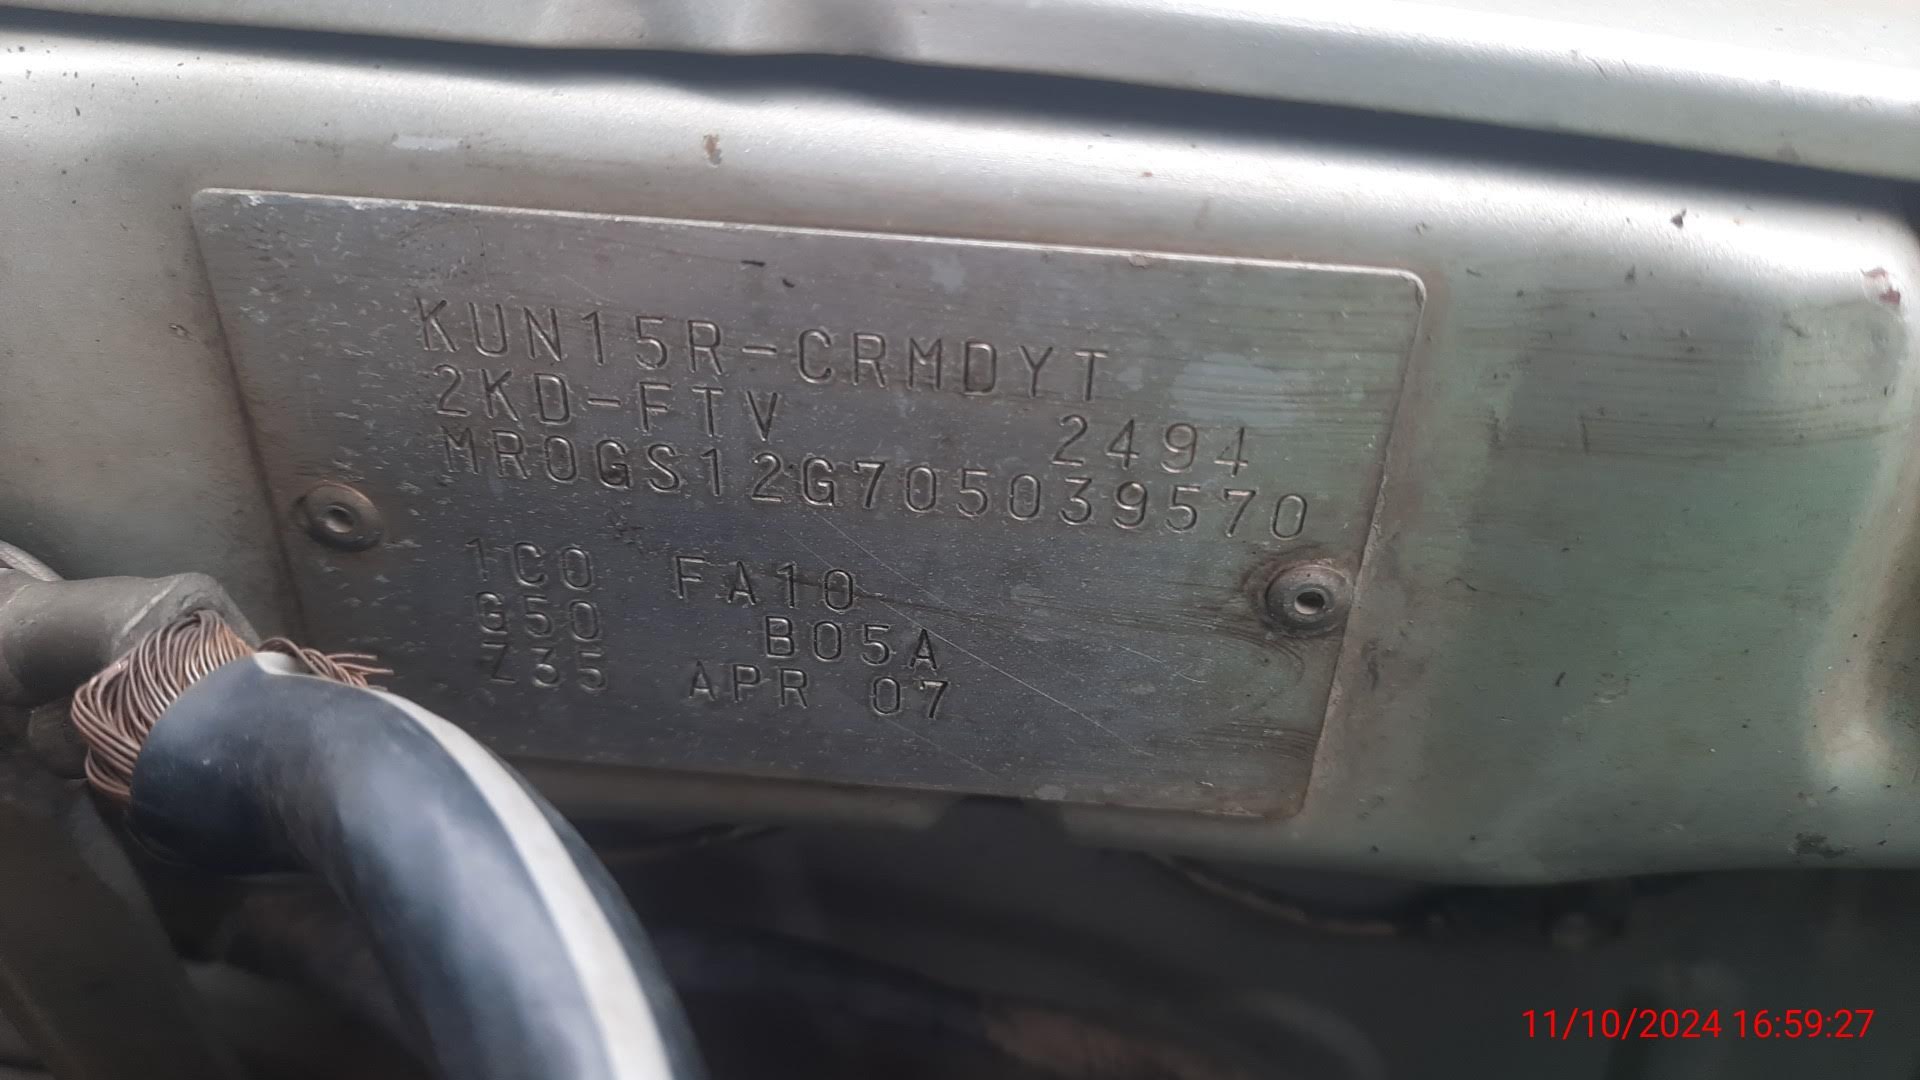 KUN15R-CRMDYT
2KD-FTV 2494
MR0GS12G705039570
1C0 FA10
G50 B05A
Z35 APR 07
11/10/2024 16:59:27